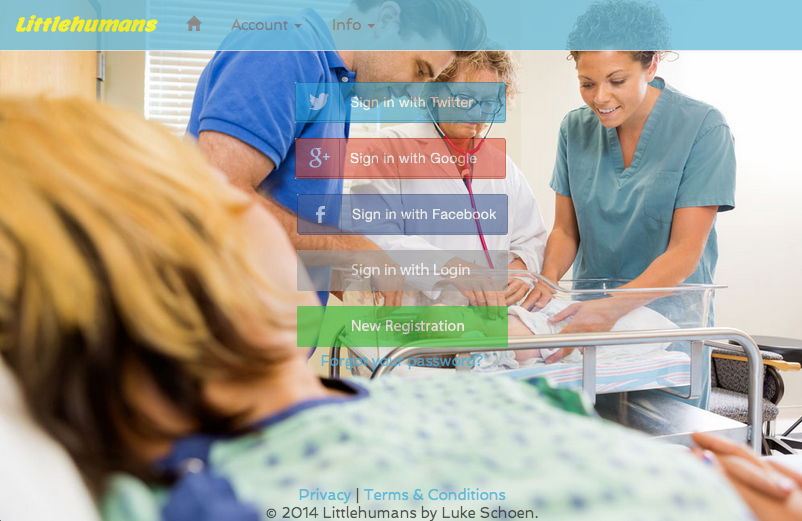 Littlehumans Account Info
Sign in with Twitter
Sign in with Google
Sign in with Facebook
Sign in with Login
New Registration
Forgot your password?
Privacy | Terms & Conditions
© 2014 Littlehumans by Luke Schoen.